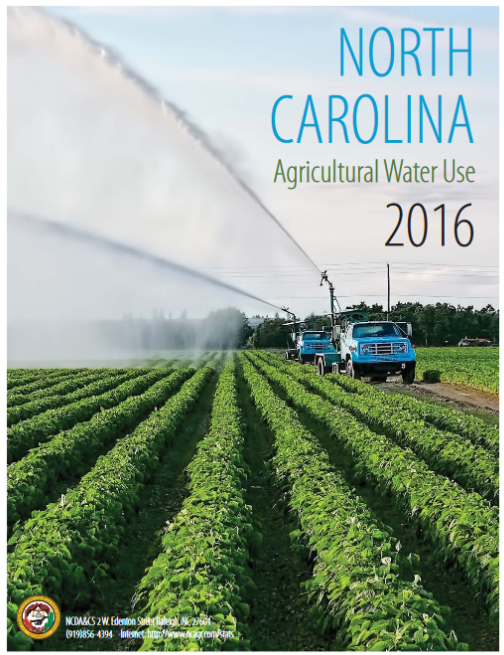 NORTH
CAROLINA
Agricultural Water Use
2016
NCDA&CS 2 W. Edenton Street Raleigh, NC 27601
(919)856-4394 Internet: http://www.ncagr.com/stats